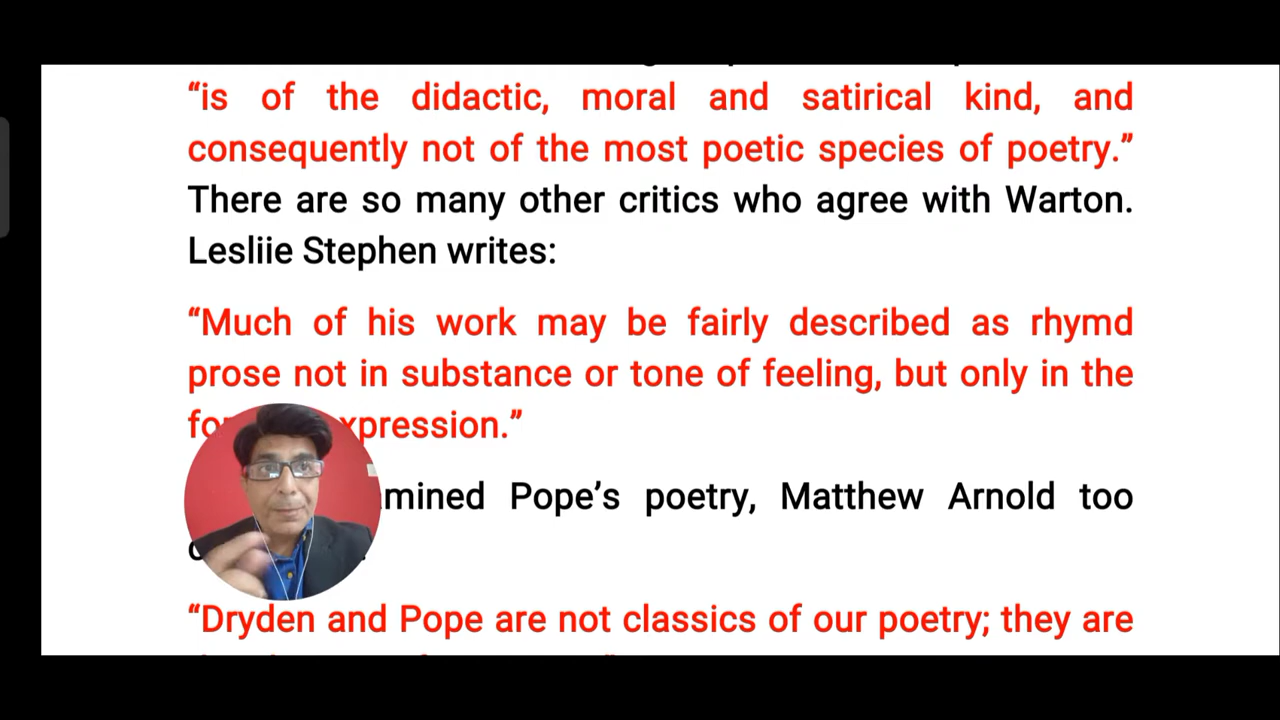 “is of the didactic, moral and satirical kind, and
consequently not of the most poetic species of poetry.”
There are so many other critics who agree with Warton.
Lesliie Stephen writes:
“Much of his work may be fairly described as rhymd
prose not in substance or tone of feeling, but only in the
xpression.”
mined Pope’s poetry, Matthew Arnold too
“Dryden and Pope are not classics of our poetry; they are